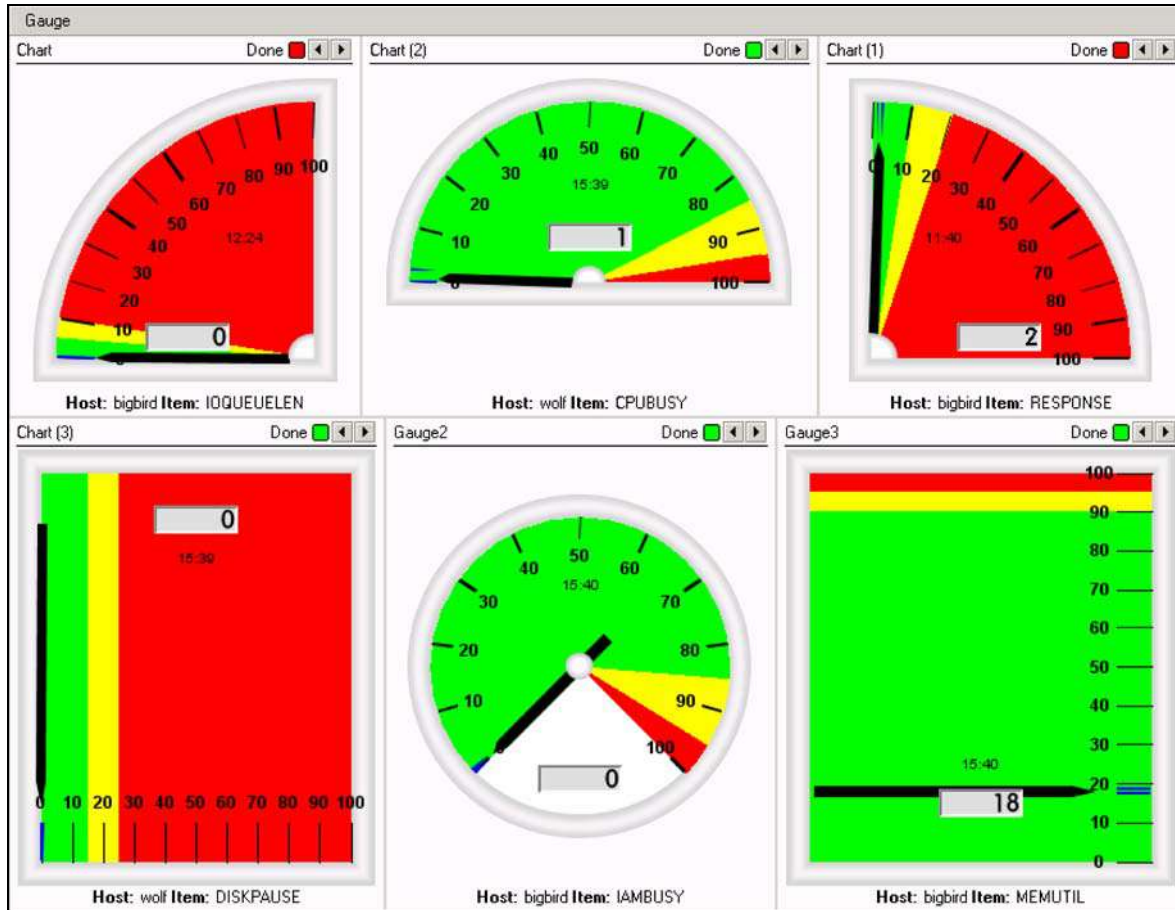 Gauge
Chart Done
0 10 20 30 40 50 60 70 80 90 100
12:24
0
Host: bigbird Item: IOQUEUELEN
Chart (2) Done
0 10 20 30 40 50 60 70 80 90 100
15:39
1
Host: wolf Item: CPUBUSY
Chart (1) Done
0 10 20 30 40 50 60 70 80 90 100
11:40
2
Host: bigbird Item: RESPONSE
Chart (3) Done
0
15:39
0 10 20 30 40 50 60 70 80 90 100
Host: wolf Item: DISKPAUSE
Gauge2 Done
0 10 20 30 40 50 60 70 80 90 100
15:40
0
Host: bigbird Item: IAMBUSY
Gauge3 Done
100
90
80
70
60
50
40
30
15:40
20
18
10
0
Host: bigbird Item: MEMUTIL